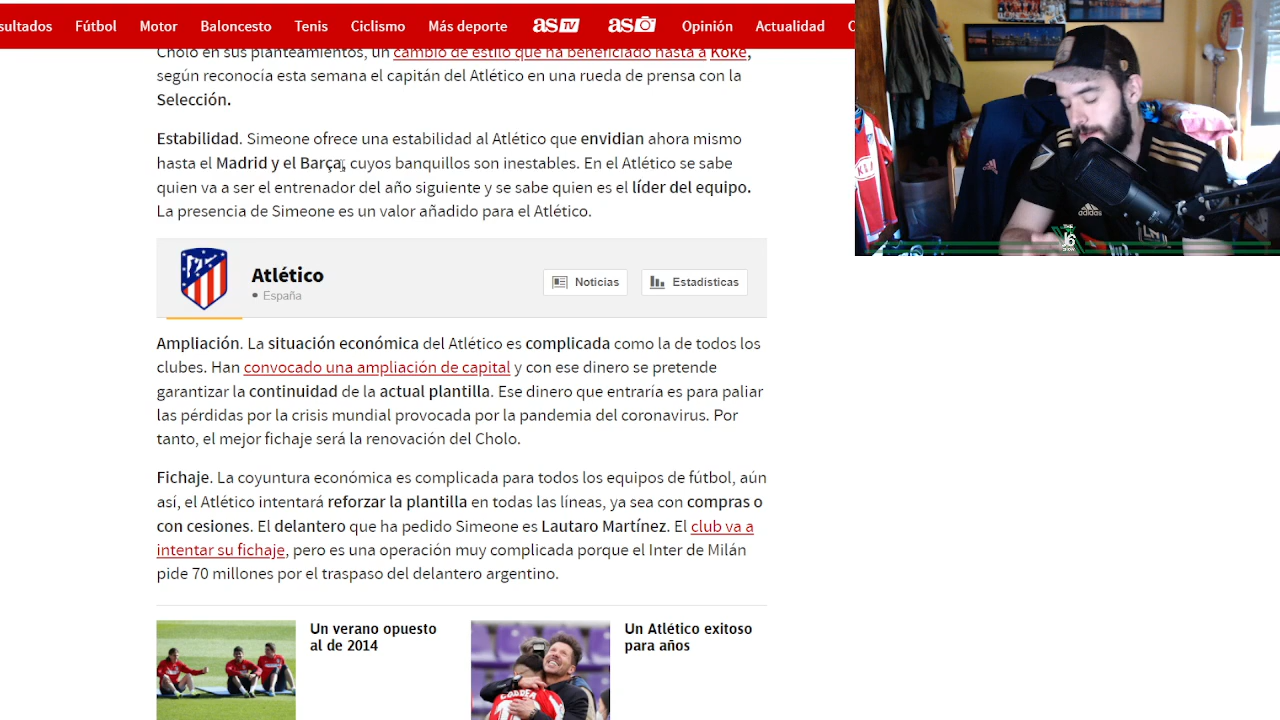 sultados Fútbol Motor Baloncesto Tenis Ciclismo Más deporte as TV as Opinión Actualidad
Cholo en sus planteamientos, un cambio de estilo que ha beneficiado hasta a Koke,
según reconocía esta semana el capitán del Atlético en una rueda de prensa con la
Selección.
Estabilidad. Simeone ofrece una estabilidad al Atlético que envidian ahora mismo
hasta el Madrid y el Barça, cuyos banquillos son inestables. En el Atlético se sabe
quien va a ser el entrenador del año siguiente y se sabe quien es el líder del equipo.
La presencia de Simeone es un valor añadido para el Atlético.
Atlético
• España
Noticias
Estadísticas
Ampliación. La situación económica del Atlético es complicada como la de todos los
clubes. Han convocado una ampliación de capital y con ese dinero se pretende
garantizar la continuidad de la actual plantilla. Ese dinero que entraría es para paliar
las pérdidas por la crisis mundial provocada por la pandemia del coronavirus. Por
tanto, el mejor fichaje será la renovación del Cholo.
Fichaje. La coyuntura económica es complicada para todos los equipos de fútbol, aún
así, el Atlético intentará reforzar la plantilla en todas las líneas, ya sea con compras o
con cesiones. El delantero que ha pedido Simeone es Lautaro Martínez. El club va a
intentar su fichaje, pero es una operación muy complicada porque el Inter de Milán
pide 70 millones por el traspaso del delantero argentino.
Un verano opuesto
al de 2014
Un Atlético exitoso
para años
adidas
KIA
CORREA
THE
J6